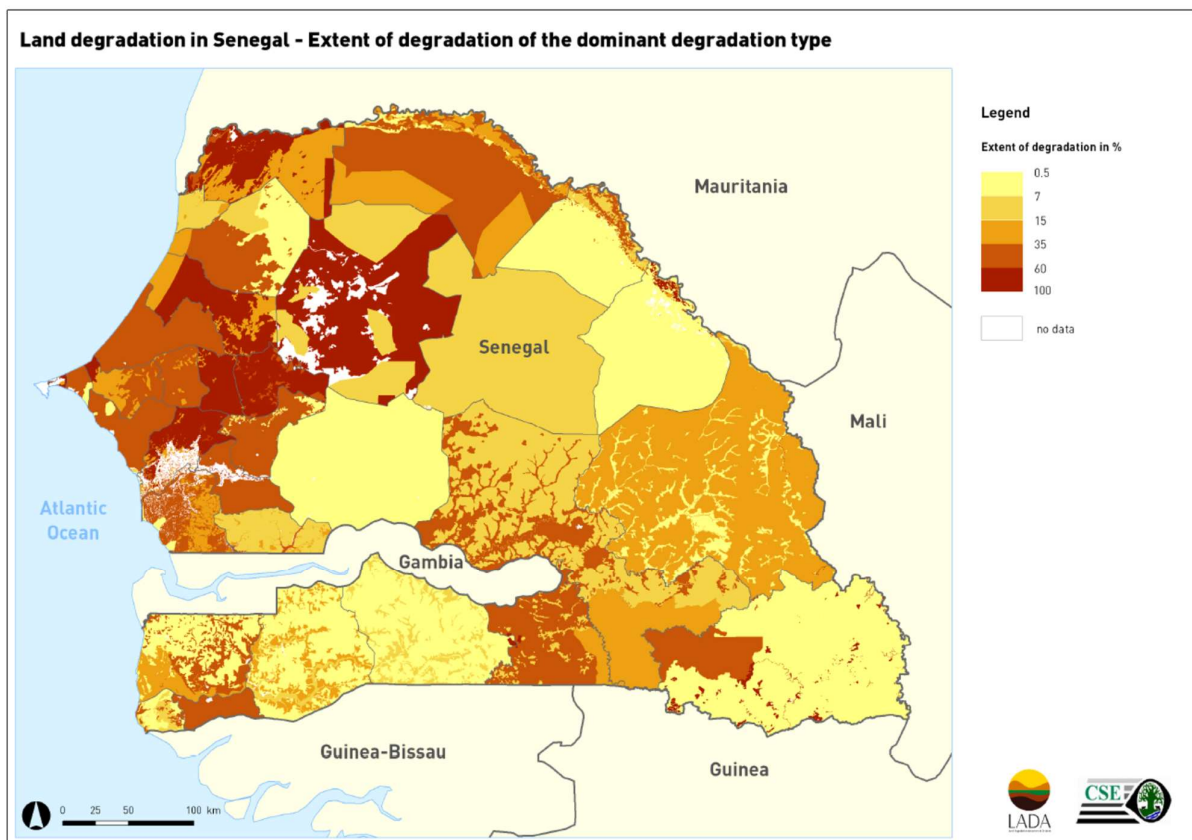 Land degradation in Senegal - Extent of degradation of the dominant degradation type
Legend
Extent of degradation in %
0.5
7
15
35
60
100
no data
Mauritania
Senegal
Mali
Atlantic
Ocean
Gambia
Guinea-Bissau
Guinea
0 25 50 100 km
LADA
CSE